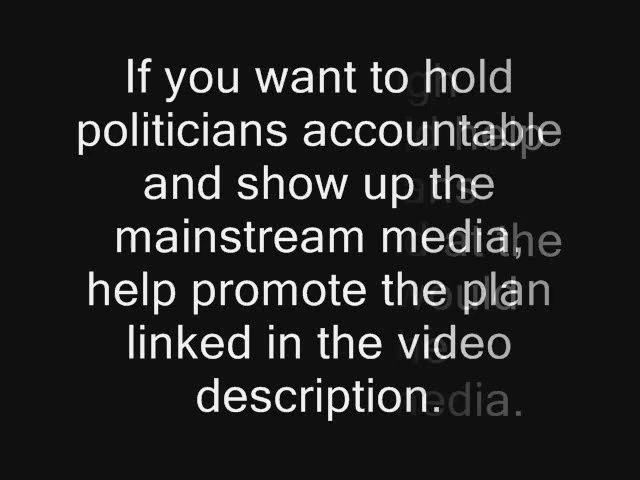 If you want to hold
politicians accountable
and show up the
mainstream media,
help promote the plan
linked in the video
description.